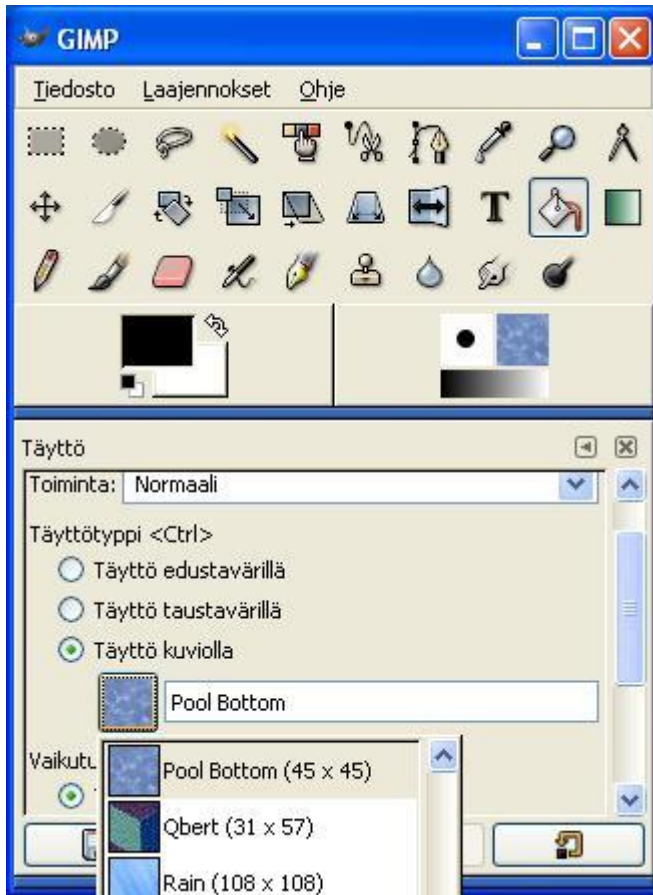 GIMP
Tiedosto Laajennokset Ohje
T
Täyttö
Toiminta: Normaali
Täyttötyppi <Ctrl>
Täyttö edustavärillä
Täyttö taustavärillä
Täyttö kuviolla
Pool Bottom
Pool Bottom (45 x 45)
Qbert (31 x 57)
Rain (108 x 108)